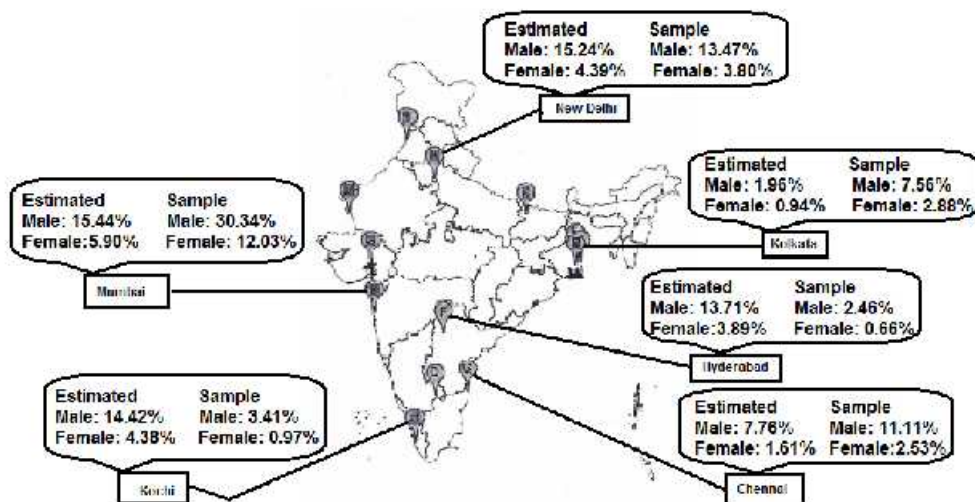 Estimated Sample
Male: 15.24% Male: 13.47%
Female: 4.39% Female: 3.80%
New Delhi
Estimated Sample
Male: 1.96% Male: 7.56%
Female: 0.94% Female: 2.88%
Kolkata
Estimated Sample
Male: 15.44% Male: 30.34%
Female:5.90% Female: 12.03%
Mumbai
Estimated Sample
Male: 13.71% Male: 2.46%
Female:3.89% Female: 0.66%
Hyderabad
Estimated Sample
Male: 14.42% Male: 3.41%
Female: 4.38% Female: 0.97%
Kochi
Estimated Sample
Male: 7.76% Male: 11.11%
Female: 1.61% Female:2.53%
Chennai